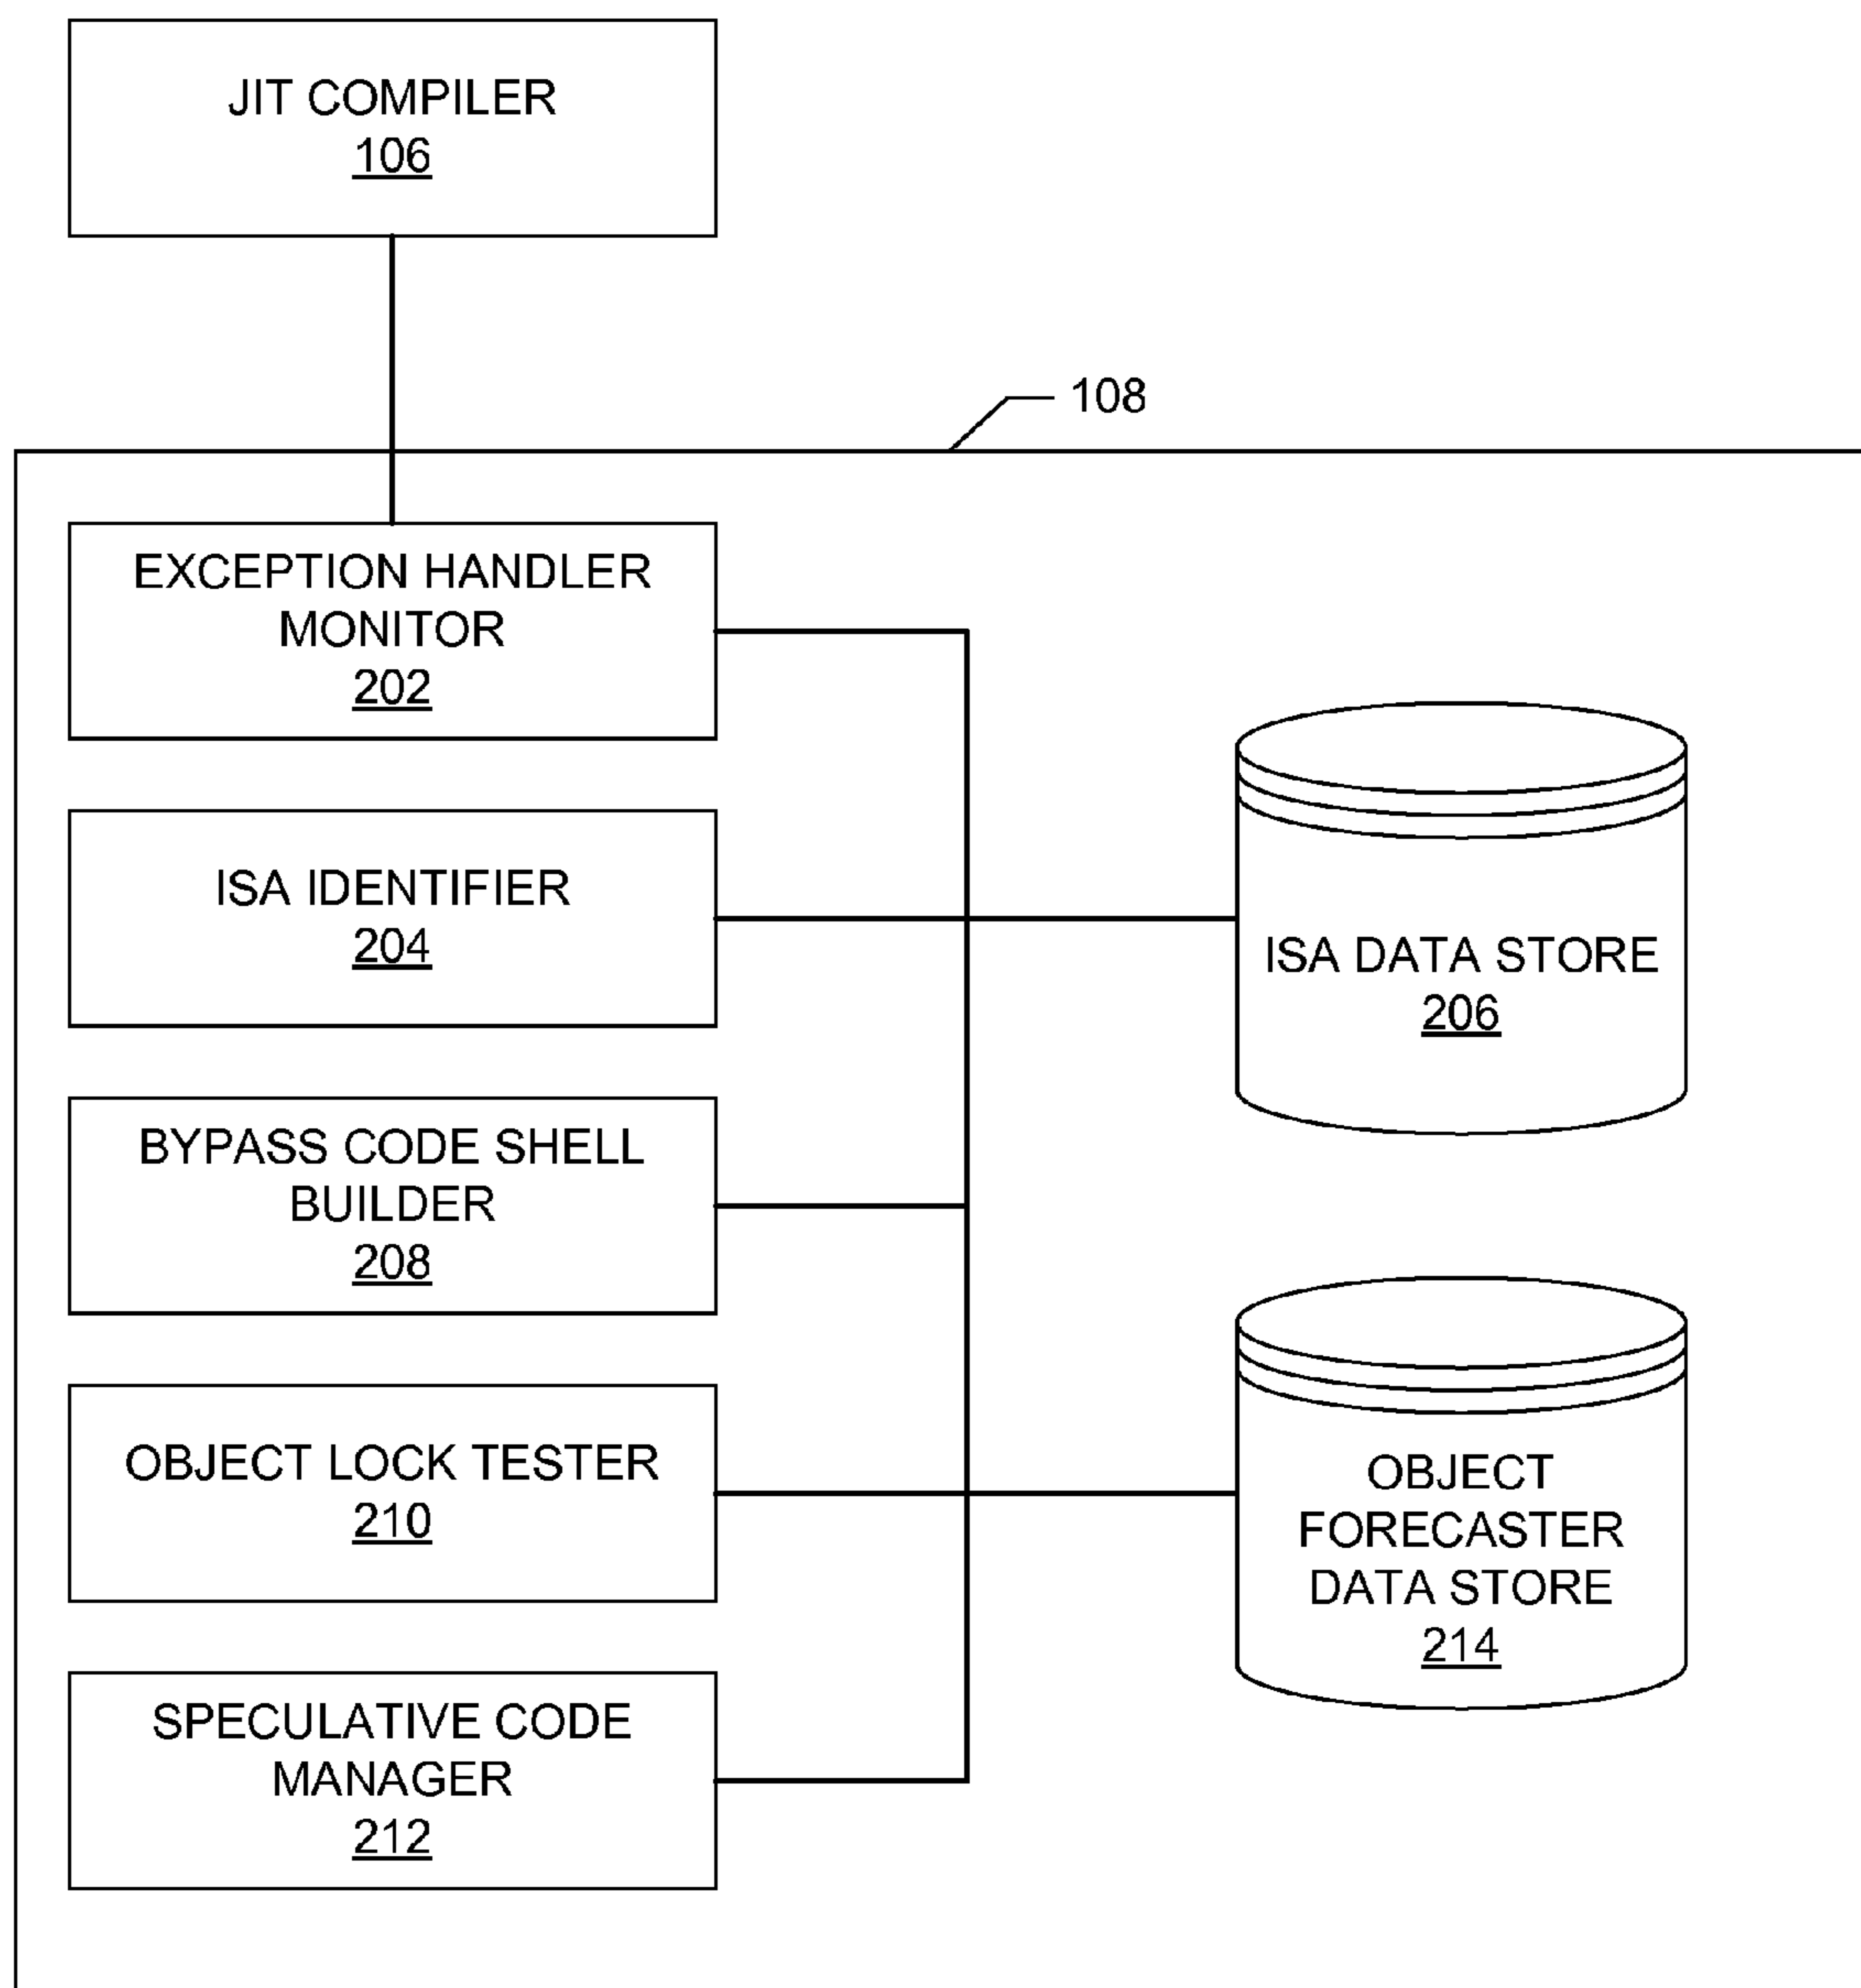 JIT COMPILER
106
108
EXCEPTION HANDLER
MONITOR
202
ISA IDENTIFIER
204
ISA DATA STORE
206
BYPASS CODE SHELL
BUILDER
208
OBJECT LOCK TESTER
210
OBJECT
FORECASTER
DATA STORE
214
SPECULATIVE CODE
MANAGER
212